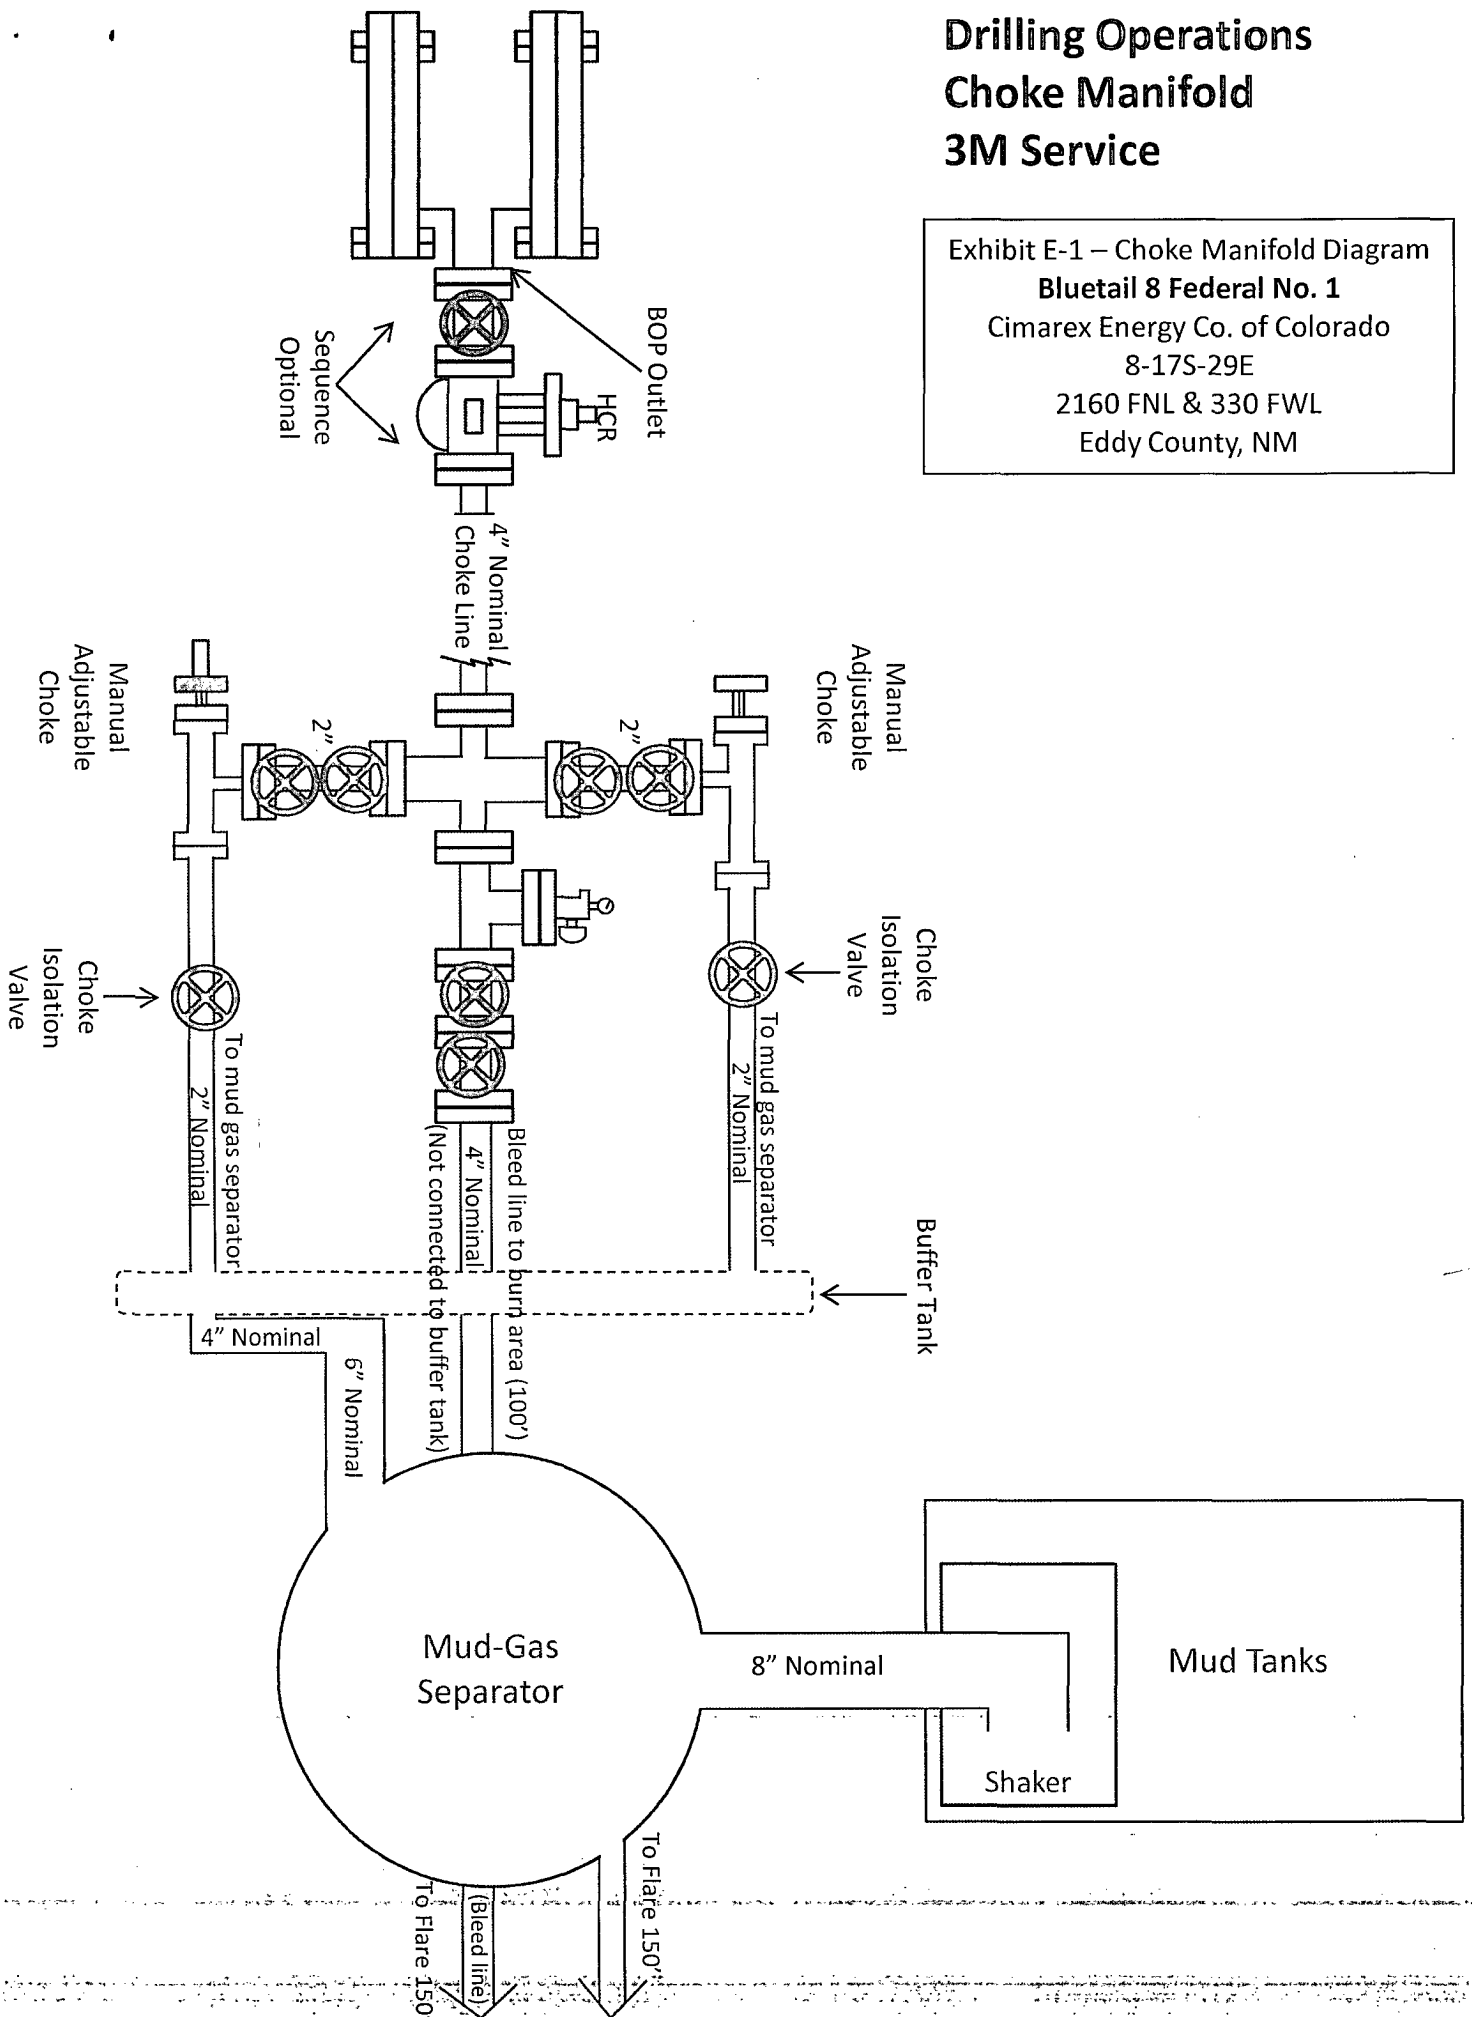 Drilling Operations
Choke Manifold
3M Service
Exhibit E-1 – Choke Manifold Diagram
Bluetail 8 Federal No. 1
Cimarex Energy Co. of Colorado
8-17S-29E
2160 FNL & 330 FWL
Eddy County, NM
BOP Outlet
HCR
Sequence
Optional
4" Nominal
Choke Line
Manual
Adjustable
Choke
Manual
Adjustable
Choke
2"
2"
Choke
Isolation
Valve
Choke
Isolation
Valve
To mud gas separator
2" Nominal
To mud gas separator
2" Nominal
Bleed line to burn area (100')
4" Nominal
(Not connected to buffer tank)
Buffer Tank
4" Nominal
6" Nominal
Mud-Gas
Separator
8" Nominal
Mud Tanks
Shaker
To Flare 150'
(Bleed line)
To Flare 150